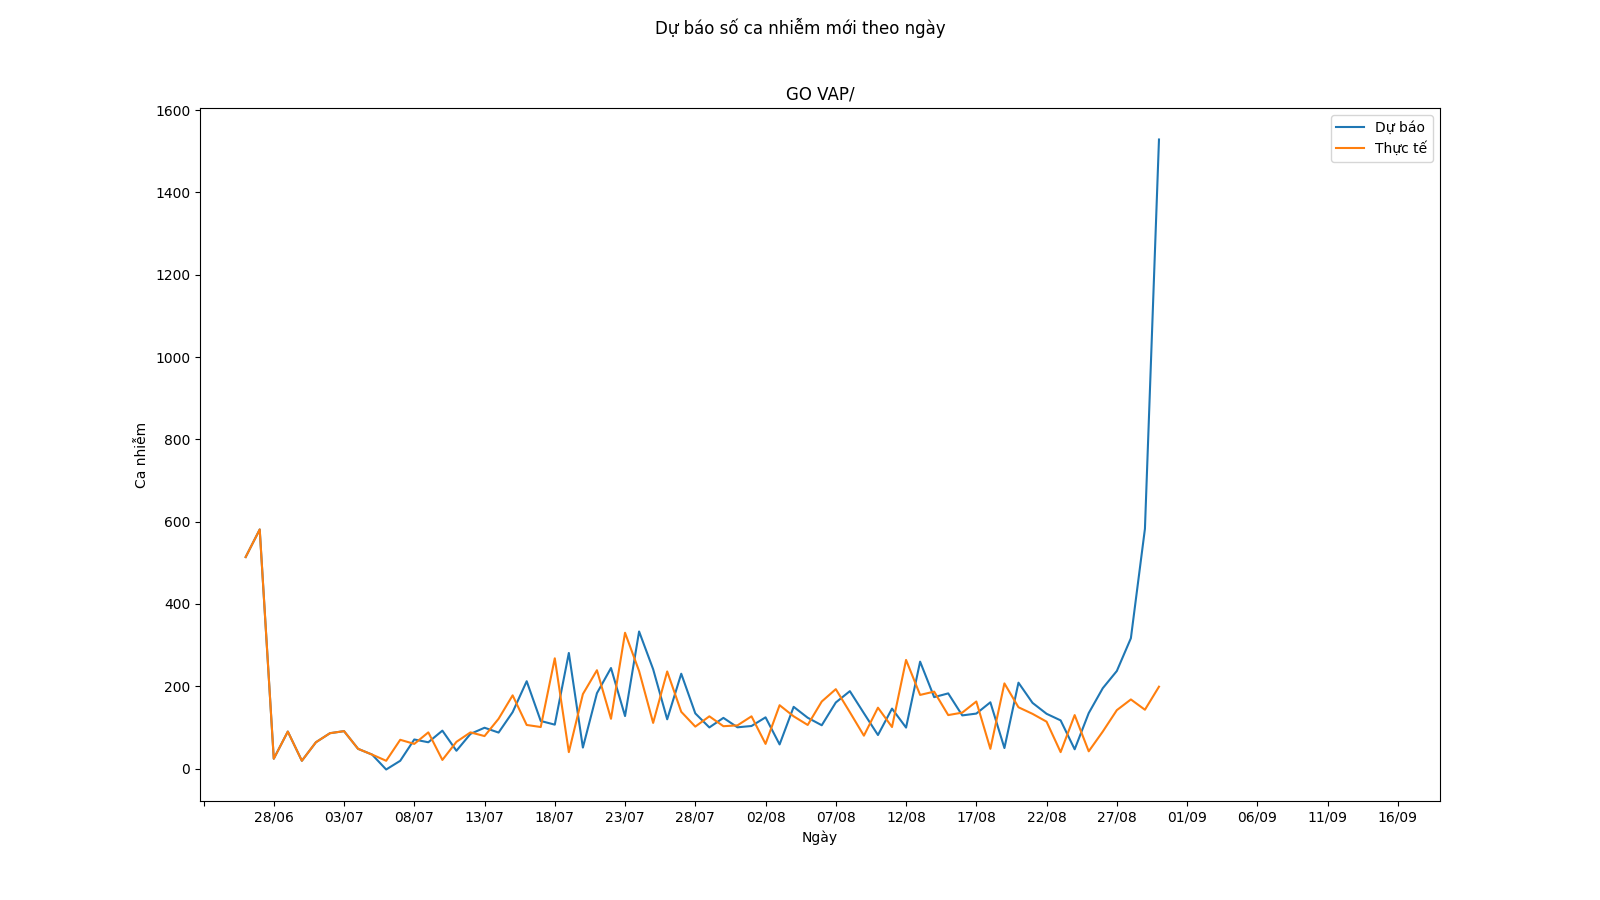 Dự báo số ca nhiễm mới theo ngày
GO VAP/
Dự báo
Thực tế
1600
1400
1200
1000
800
600
400
200
0
Ca nhiễm
28/06 03/07 08/07 13/07 18/07 23/07 28/07 02/08 07/08 12/08 17/08 22/08 27/08 01/09 06/09 11/09 16/09
Ngày